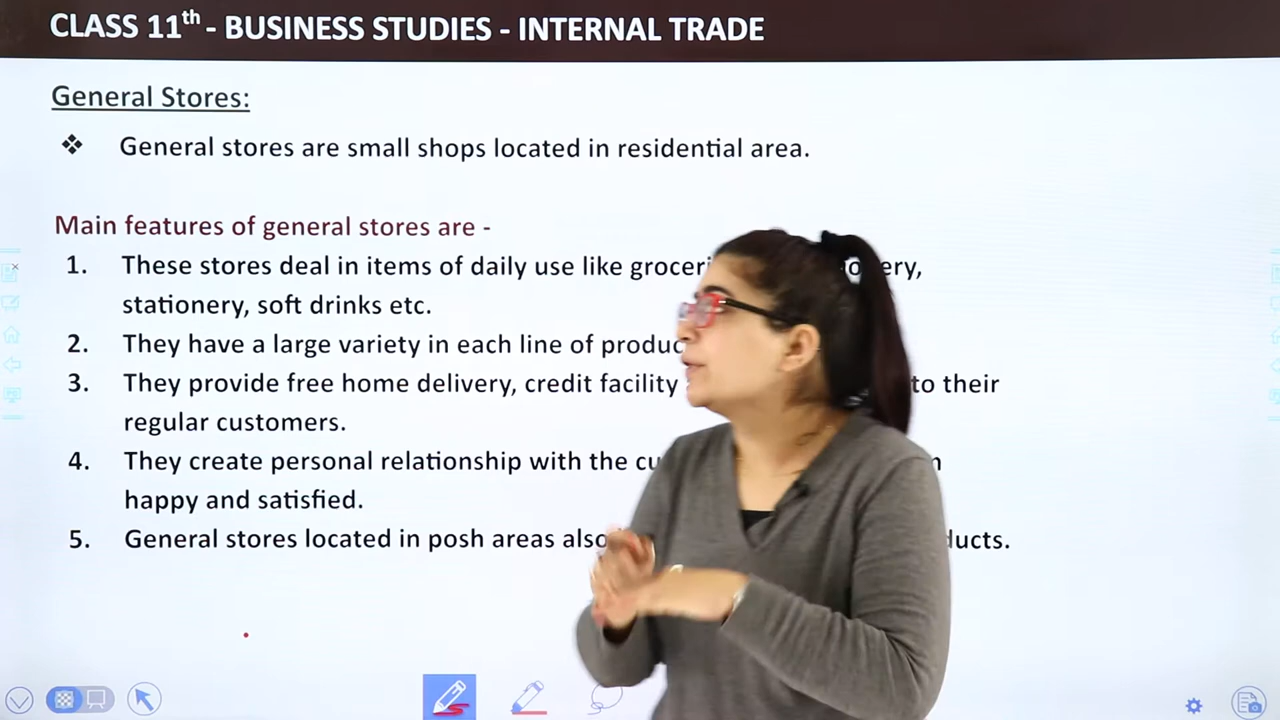 CLASS 11th - BUSINESS STUDIES - INTERNAL TRADE
General Stores:
❖ General stores are small shops located in residential area.
Main features of general stores are -
1. These stores deal in items of daily use like
stationery, soft drinks etc.
2. They have a large variety in each line of
3. They provide free home delivery, credit facility to their
regular customers.
4. They create personal relationship with the
happy and satisfied.
5. General stores located in posh areas also